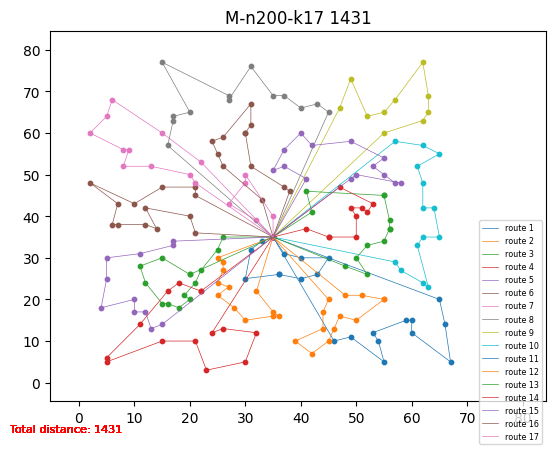 M-n200-k17 1431
80
70
60
50
40
30
20
10
0
0
10
20
30
40
50
60
70
80
route 1
route 2
route 3
route 4
route 5
route 6
route 7
route 8
route 9
route 10
route 11
route 12
route 13
route 14
route 15
route 16
route 17
Total distance: 1431